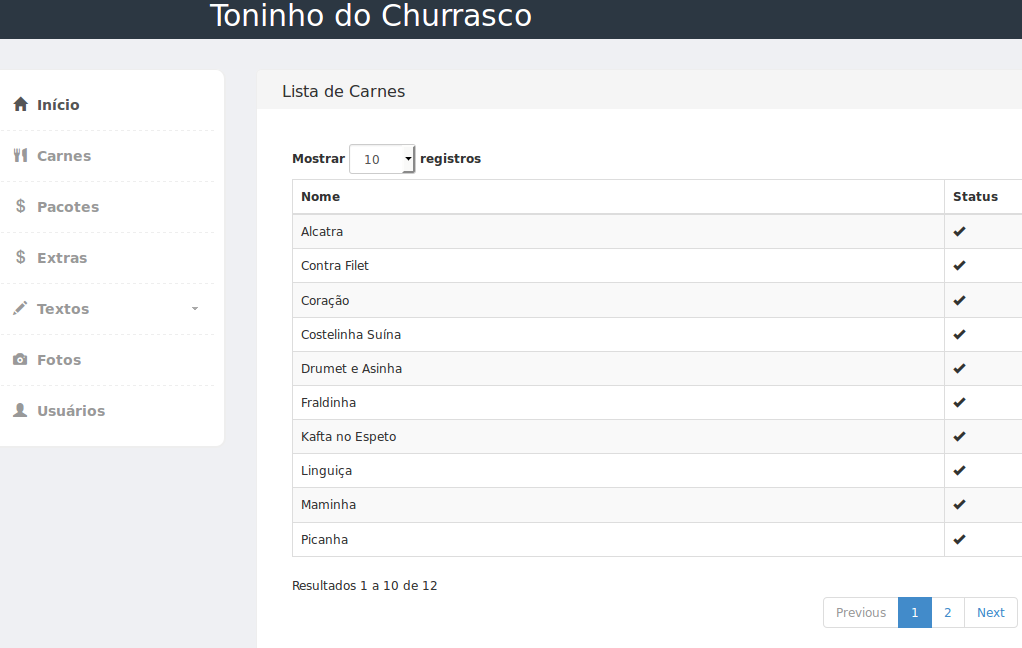 Toninho do Churrasco
Início
Carnes
Pacotes
Extras
Textos
Fotos
Usuários
Lista de Carnes
Mostrar 10 registros
Nome Status
Alcatra
Contra Filet
Coração
Costelinha Suína
Drumet e Asinha
Fraldinha
Kafta no Espeto
Linguiça
Maminha
Picanha
Resultados 1 a 10 de 12
Previous 1 2 Next